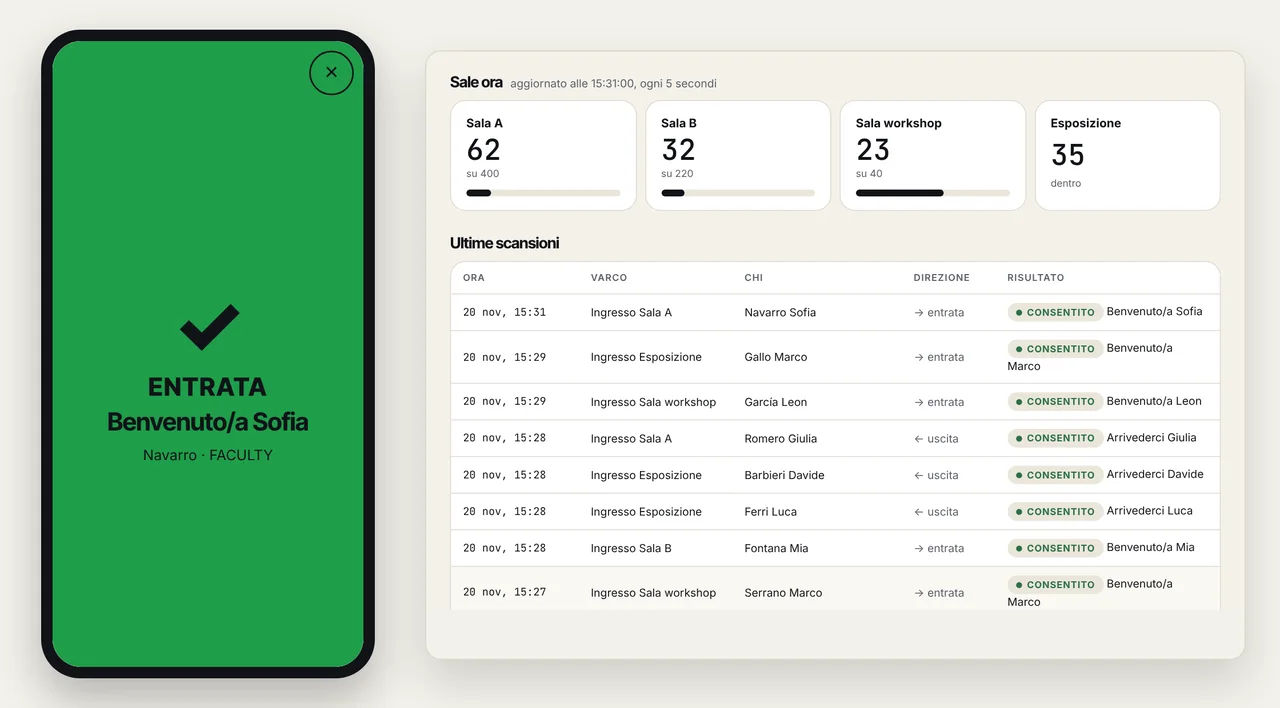 ×
ENTRATA
Benvenuto/a Sofia
Navarro · FACULTY
Sale ora aggiornato alle 15:31:00, ogni 5 secondi
Sala A
62
su 400
Sala B
32
su 220
Sala workshop
23
su 40
Esposizione
35
dentro
Ultime scansioni
ORA VARCO CHI DIREZIONE RISULTATO
20 nov, 15:31 Ingresso Sala A Navarro Sofia → entrata CONSENTITO Benvenuto/a Sofia
20 nov, 15:29 Ingresso Esposizione Gallo Marco → entrata CONSENTITO Benvenuto/a
Marco
20 nov, 15:29 Ingresso Sala workshop García Leon → entrata CONSENTITO Benvenuto/a Leon
20 nov, 15:28 Ingresso Sala A Romero Giulia ← uscita CONSENTITO Arrivederci Giulia
20 nov, 15:28 Ingresso Esposizione Barbieri Davide ← uscita CONSENTITO Arrivederci Davide
20 nov, 15:28 Ingresso Esposizione Ferri Luca ← uscita CONSENTITO Arrivederci Luca
20 nov, 15:28 Ingresso Sala B Fontana Mia → entrata CONSENTITO Benvenuto/a Mia
20 nov, 15:27 Ingresso Sala workshop Serrano Marco → entrata CONSENTITO Benvenuto/a
Marco